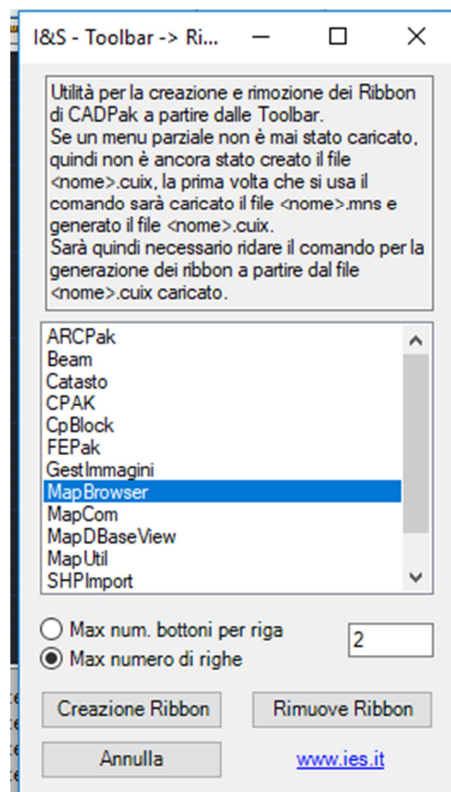 I&S - Toolbar -> Ri...
Utilità per la creazione e rimozione dei Ribbon
di CADPak a partire dalle Toolbar.
Se un menu parziale non è mai stato caricato,
quindi non è ancora stato creato il file
<nome>.cuix, la prima volta che si usa il
comando sarà caricato il file <nome>.mns e
generato il file <nome>.cuix.
Sarà quindi necessario ridare il comando per la
generazione dei ribbon a partire dal file
<nome>.cuix caricato.
ARCPak
Beam
Catasto
CPAK
CpBlock
FEPak
GestImmagini
MapBrowser
MapCom
MapDBaseView
MapUtil
SHPImport
Max num. bottoni per riga
Max numero di righe
2
Creazione Ribbon
Rimuove Ribbon
Annulla
www.ies.it